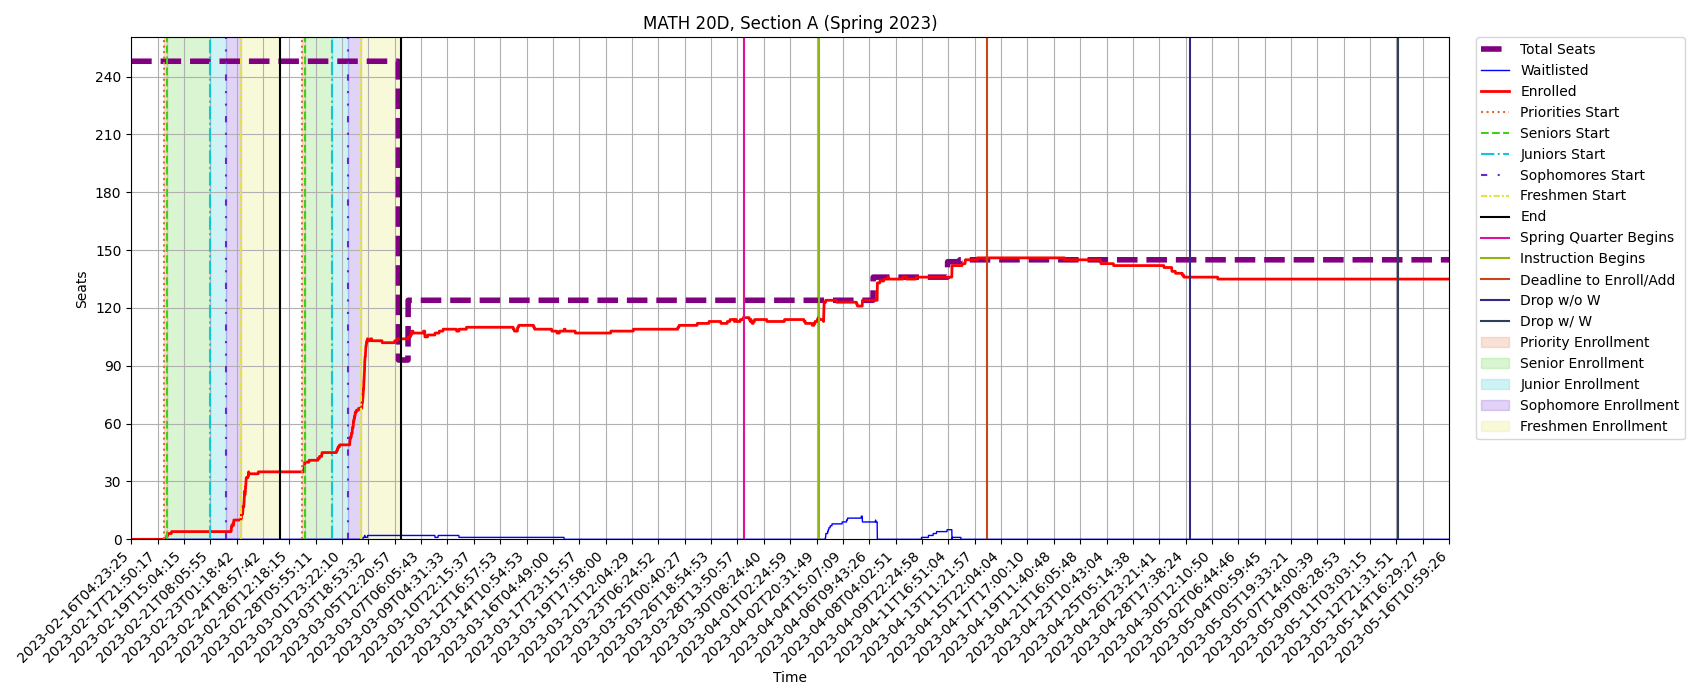 MATH 20D, Section A (Spring 2023)
Seats
240
210
180
150
120
90
60
30
0
2023-02-16T04:23:25
2023-02-17T21:50:17
2023-02-19T15:04:15
2023-02-21T08:05:55
2023-02-23T01:18:42
2023-02-24T18:57:42
2023-02-26T12:18:15
2023-02-28T05:55:11
2023-03-01T23:22:10
2023-03-03T18:53:32
2023-03-05T12:20:57
2023-03-07T06:05:43
2023-03-09T04:31:33
2023-03-10T22:15:37
2023-03-12T16:57:53
2023-03-14T10:54:53
2023-03-16T04:49:00
2023-03-17T23:15:57
2023-03-19T17:58:00
2023-03-21T12:04:29
2023-03-23T06:24:52
2023-03-25T00:40:27
2023-03-26T18:54:53
2023-03-28T13:50:57
2023-03-30T08:24:40
2023-04-01T02:24:59
2023-04-02T20:31:49
2023-04-04T15:07:09
2023-04-06T09:43:26
2023-04-08T04:02:51
2023-04-09T22:24:58
2023-04-11T16:51:04
2023-04-13T11:21:57
2023-04-15T22:04:04
2023-04-17T17:00:10
2023-04-19T11:40:48
2023-04-21T16:05:48
2023-04-23T10:43:04
2023-04-25T05:14:38
2023-04-26T23:21:41
2023-04-28T17:38:24
2023-04-30T12:10:50
2023-05-02T06:44:46
2023-05-04T00:59:45
2023-05-05T19:33:21
2023-05-07T14:00:39
2023-05-09T08:28:53
2023-05-11T03:03:15
2023-05-12T21:31:51
2023-05-14T16:29:27
2023-05-16T10:59:26
Time
Total Seats
Waitlisted
Enrolled
Priorities Start
Seniors Start
Juniors Start
Sophomores Start
Freshmen Start
End
Spring Quarter Begins
Instruction Begins
Deadline to Enroll/Add
Drop w/o W
Drop w/ W
Priority Enrollment
Senior Enrollment
Junior Enrollment
Sophomore Enrollment
Freshmen Enrollment